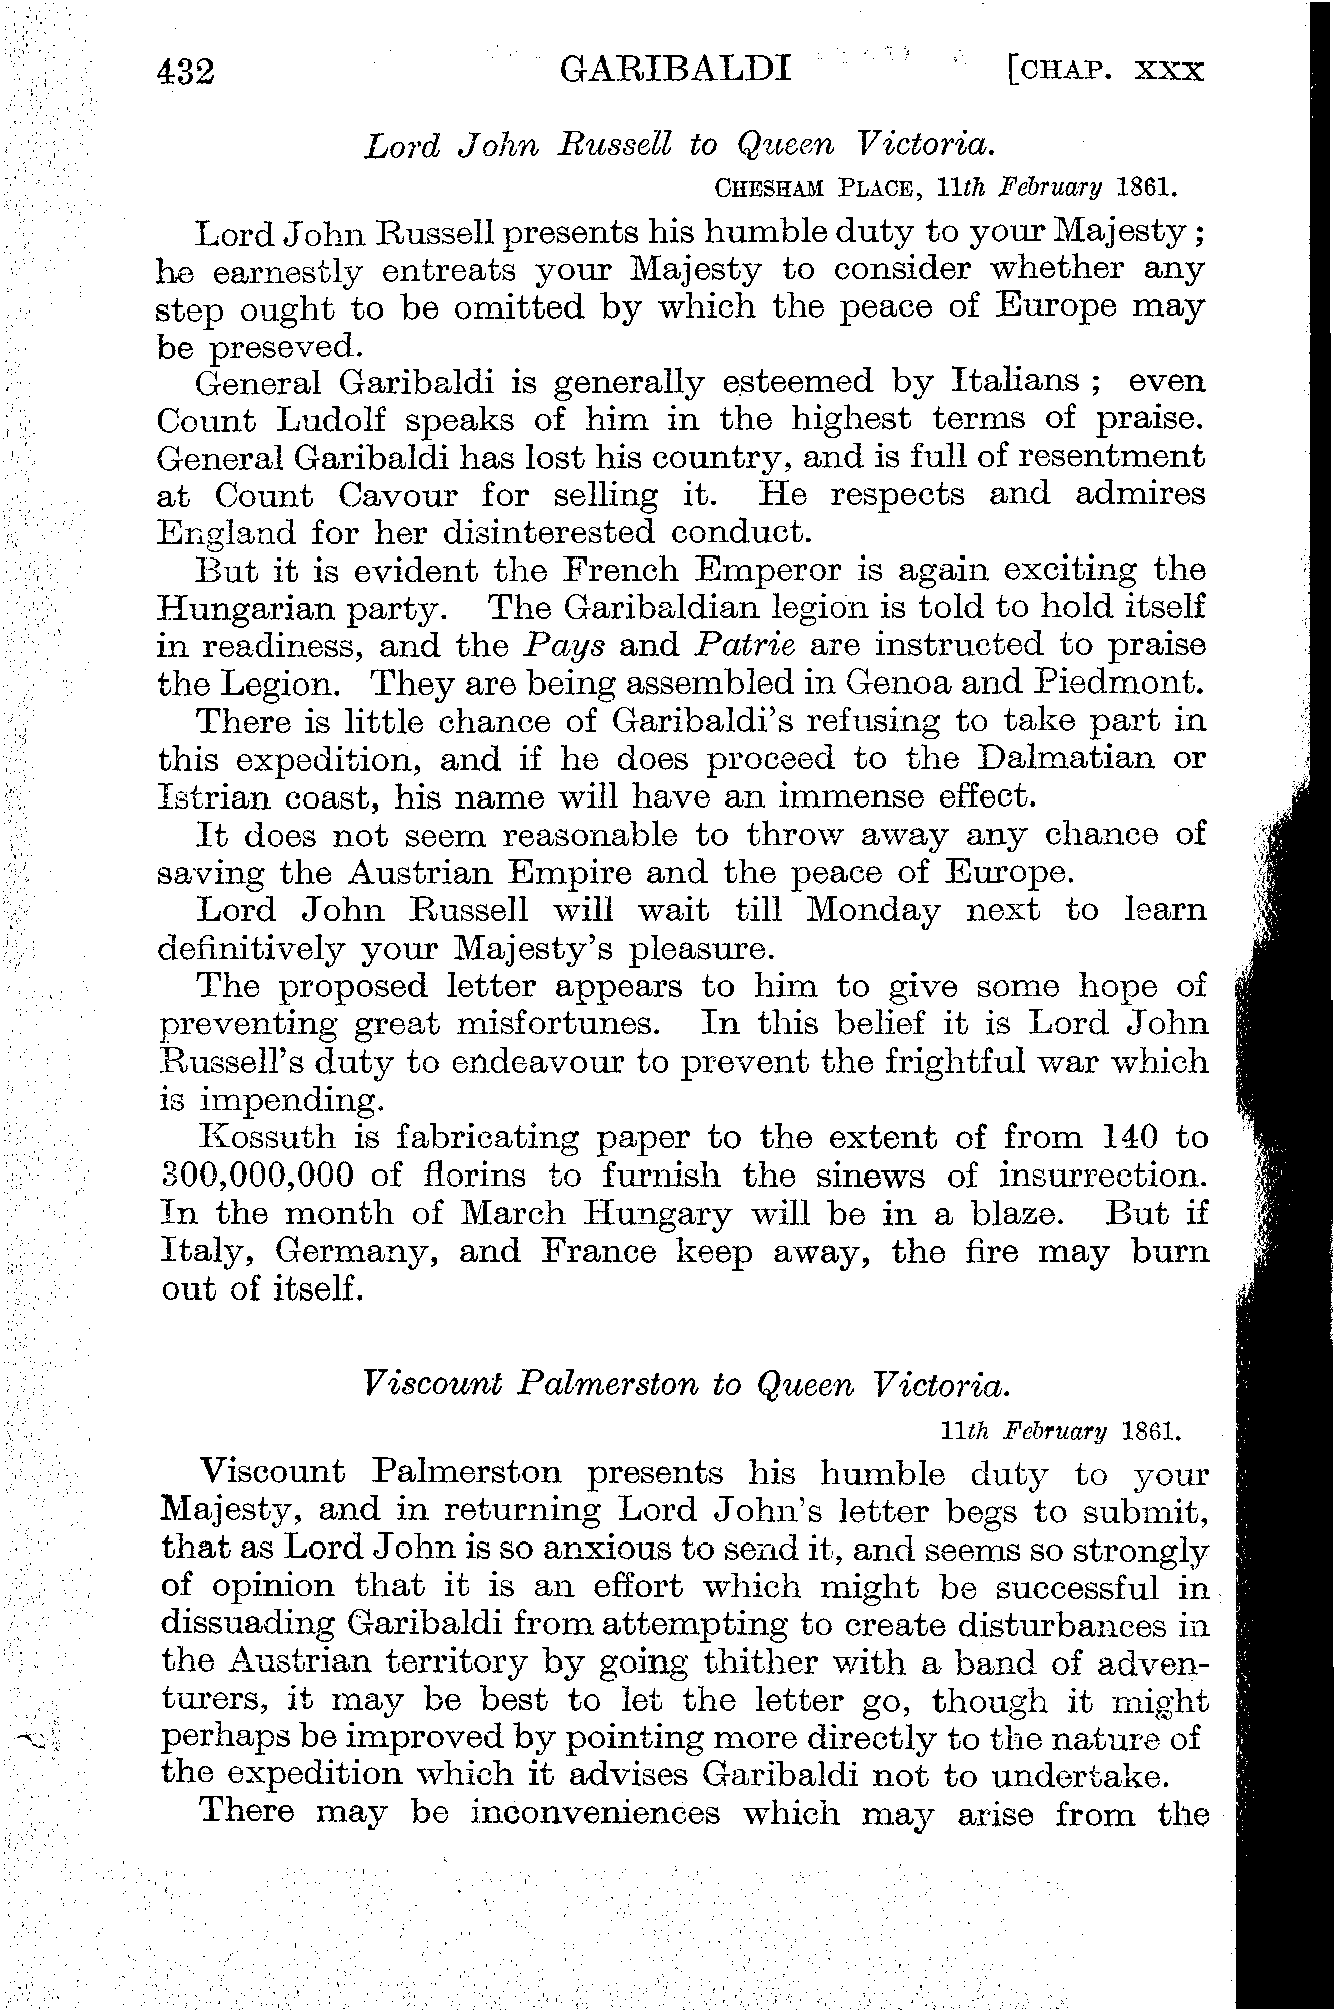 432 GARIBALDI [CHAP. XXX
Lord John Russell to Queen Victoria.
CHESHAM PLACE, 11th February 1861.
Lord John Russell presents his humble duty to your Majesty ;
he earnestly entreats your Majesty to consider whether any
step ought to be omitted by which the peace of Europe may
be preseved.
General Garibaldi is generally esteemed by Italians ; even
Count Ludolf speaks of him in the highest terms of praise.
General Garibaldi has lost his country, and is full of resentment
at Count Cavour for selling it. He respects and admires
England for her disinterested conduct.
But it is evident the French Emperor is again exciting the
Hungarian party. The Garibaldian legion is told to hold itself
in readiness, and the Pays and Patrie are instructed to praise
the Legion. They are being assembled in Genoa and Piedmont.
There is little chance of Garibaldi's refusing to take part in
this expedition, and if he does proceed to the Dalmatian or
Istrian coast, his name will have an immense effect.
It does not seem reasonable to throw away any chance of
saving the Austrian Empire and the peace of Europe.
Lord John Russell will wait till Monday next to learn
definitively your Majesty's pleasure.
The proposed letter appears to him to give some hope of
preventing great misfortunes. In this belief it is Lord John
Russell's duty to endeavour to prevent the frightful war which
is impending.
Kossuth is fabricating paper to the extent of from 140 to
300,000,000 of florins to furnish the sinews of insurrection.
In the month of March Hungary will be in a blaze. But if
Italy, Germany, and France keep away, the fire may burn
out of itself.
Viscount Palmerston to Queen Victoria.
11th February 1861.
Viscount Palmerston presents his humble duty to your
Majesty, and in returning Lord John's letter begs to submit,
that as Lord John is so anxious to send it, and seems so strongly
of opinion that it is an effort which might be successful in
dissuading Garibaldi from attempting to create disturbances in
the Austrian territory by going thither with a band of adven-
turers, it may be best to let the letter go, though it might
perhaps be improved by pointing more directly to the nature of
the expedition which it advises Garibaldi not to undertake.
There may be inconveniences which may arise from the